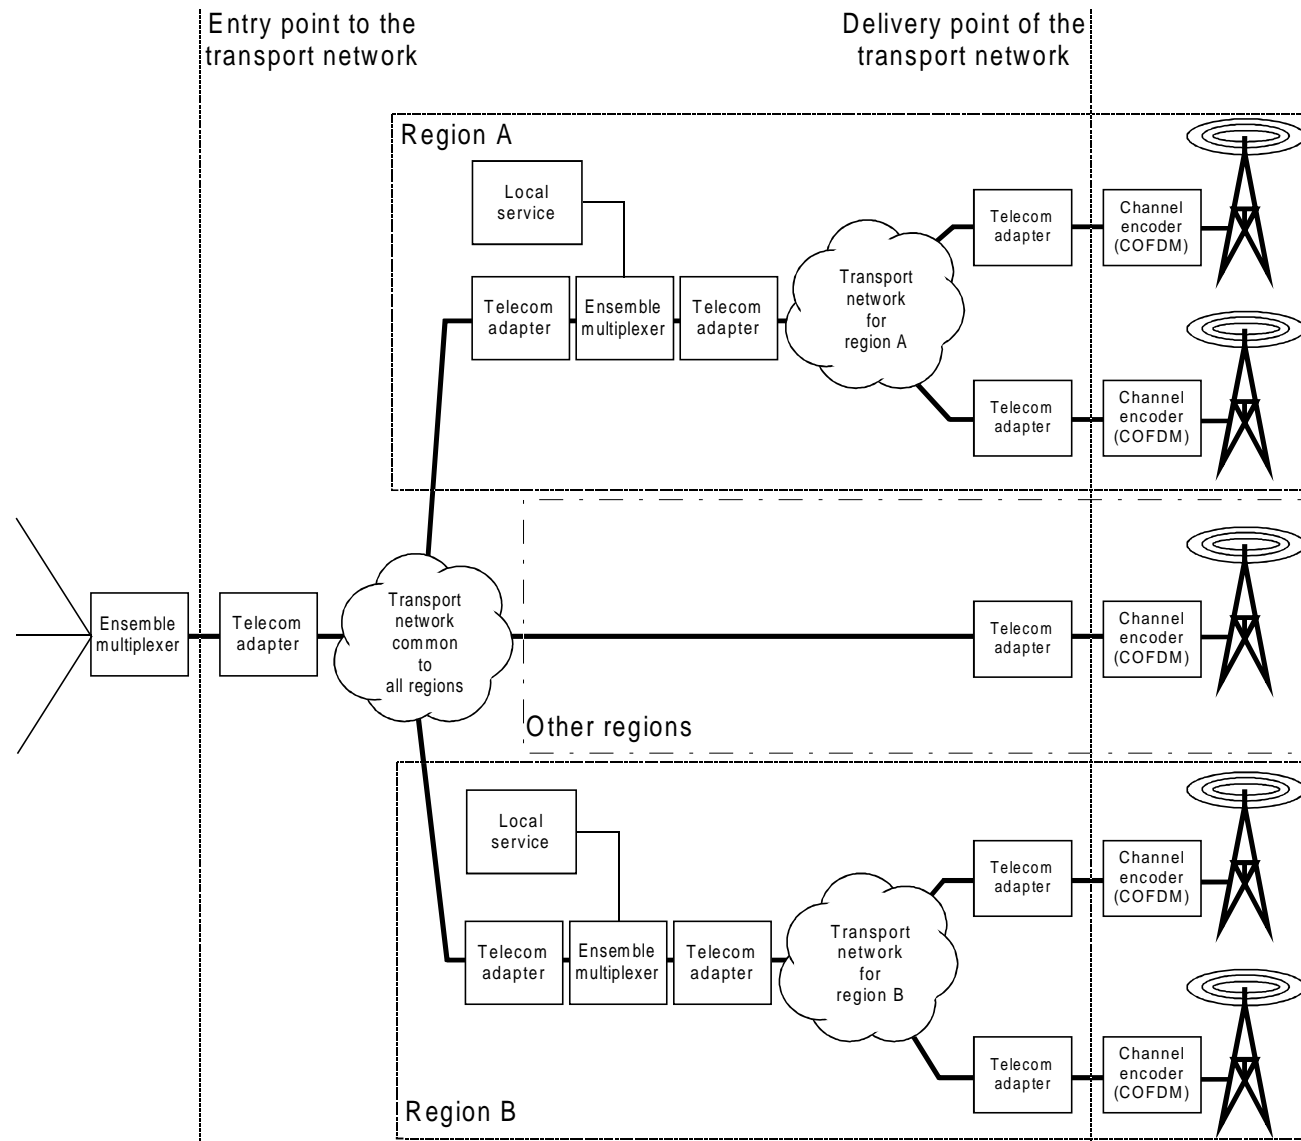 Entry point to the
transport network
Delivery point of the
transport network
Region A
Local
service
Telecom
adapter
Ensemble
multiplexer
Telecom
adapter
Transport
network
for
region A
Telecom
adapter
Channel
encoder
(COFDM)
Telecom
adapter
Channel
encoder
(COFDM)
Ensemble
multiplexer
Telecom
adapter
Transport
network
common
to
all regions
Telecom
adapter
Channel
encoder
(COFDM)
Other regions
Local
service
Telecom
adapter
Ensemble
multiplexer
Telecom
adapter
Transport
network
for
region B
Telecom
adapter
Channel
encoder
(COFDM)
Telecom
adapter
Channel
encoder
(COFDM)
Region B